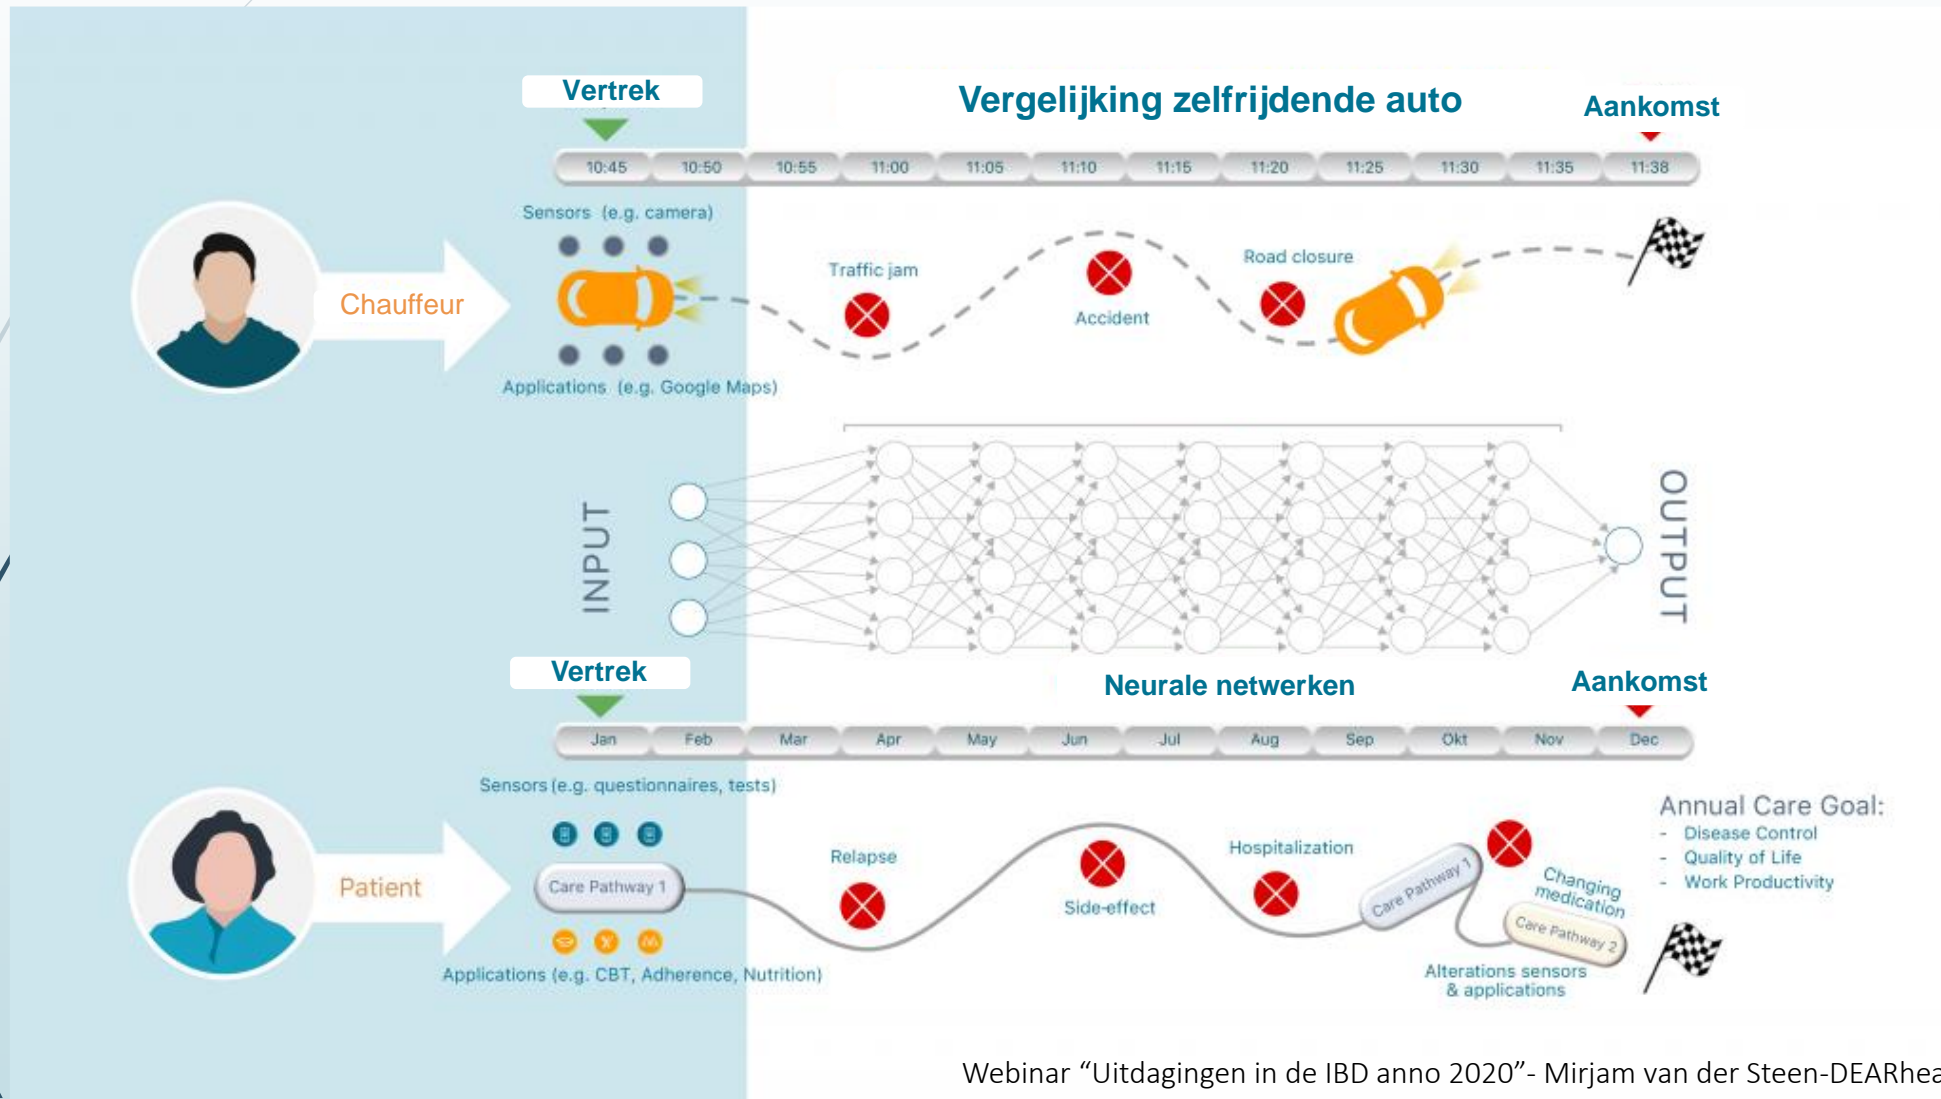 Vertrek
Vergelijking zelfrijdende auto
Aankomst
10:45 10:50 10:55 11:00 11:05 11:10 11:15 11:20 11:25 11:30 11:35 11:38
Sensors (e.g. camera)
Chauffeur
Traffic jam
Accident
Road closure
Applications (e.g. Google Maps)
INPUT
OUTPUT
Vertrek
Neurale netwerken
Aankomst
Jan Feb Mar Apr May Jun Jul Aug Sep Okt Nov Dec
Sensors (e.g. questionnaires, tests)
Patient
Care Pathway 1
Relapse
Side-effect
Hospitalization
Care Pathway 1
Changing
medication
Care Pathway 2
Alterations sensors
& applications
Applications (e.g. CBT, Adherence, Nutrition)
Annual Care Goal:
- Disease Control
- Quality of Life
- Work Productivity
Webinar “Uitdagingen in de IBD anno 2020”- Mirjam van der Steen-DEARhea